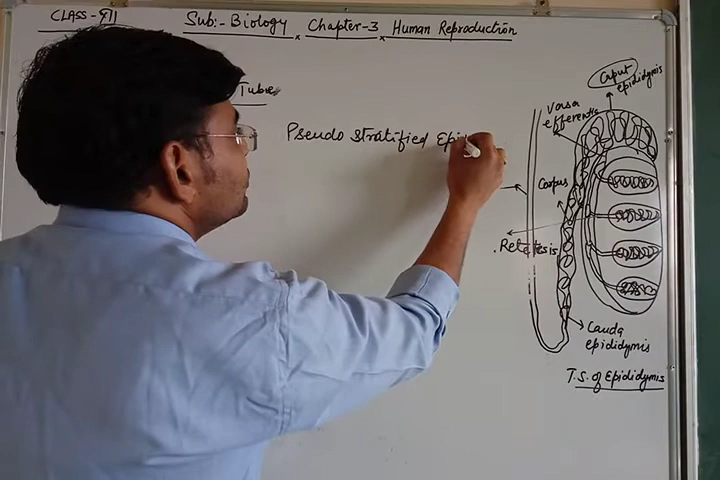 CLASS-XII Sub:- Biology Chapter-3 Human Reproduction
Tube
Pseudo stratified Epi
Caput epididymis
Vasa efferentia
Corpus
Rete testis
Cauda epididymis
T.S. of Epididymis